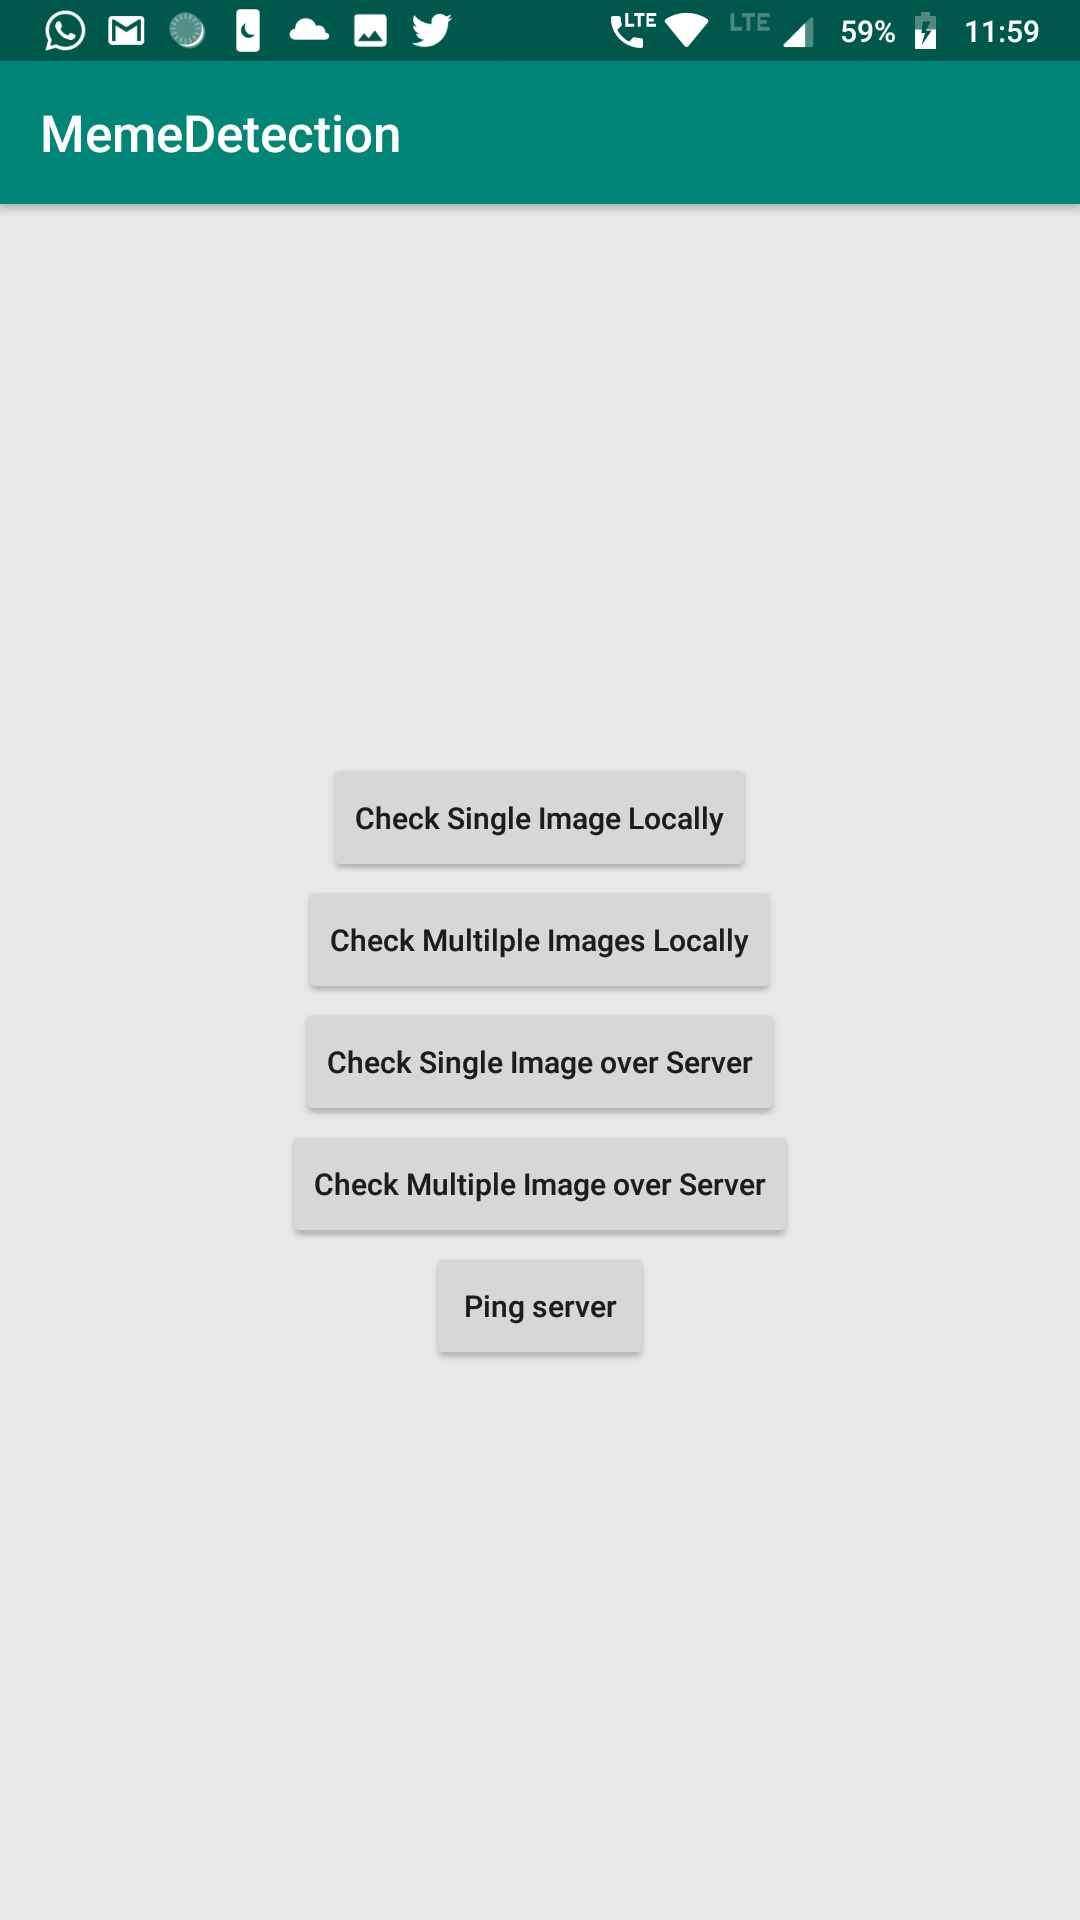 LTE LTE 59% 11:59
MemeDetection
Check Single Image Locally
Check Multilple Images Locally
Check Single Image over Server
Check Multiple Image over Server
Ping server